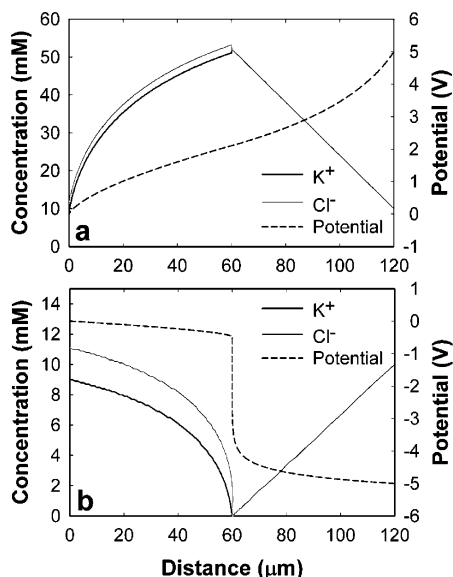 60
50
40
30
20
10
0
Concentration (mM)
6
5
4
3
2
1
0
-1
Potential (V)
K+
Cl-
Potential
a
0 20 40 60 80 100 120
14
12
10
8
6
4
2
0
Concentration (mM)
1
0
-1
-2
-3
-4
-5
-6
Potential (V)
K+
Cl-
Potential
b
0 20 40 60 80 100 120
Distance (μm)